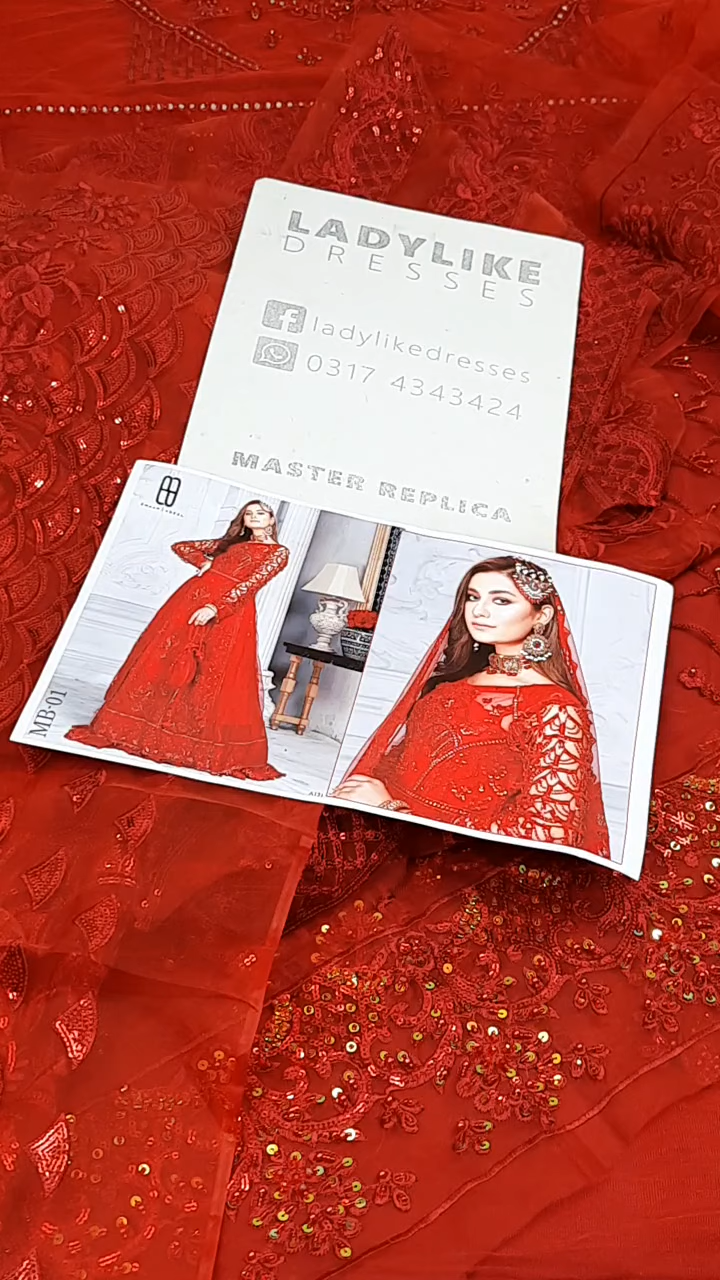 LADYLIKE
DRESSES
ladylikedresses
0317 4343424
MASTER REPLICA
MB-01